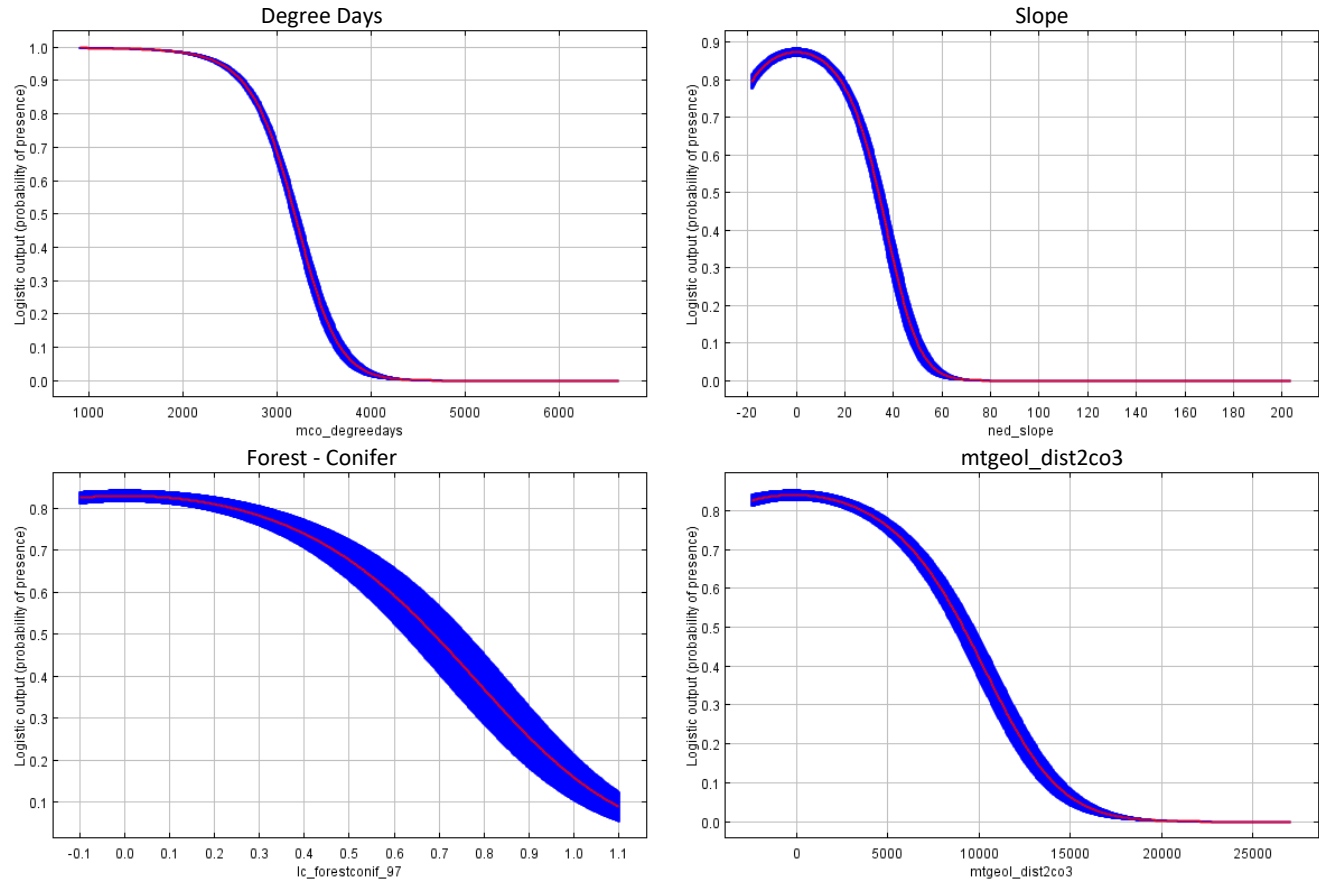 Degree Days
Logistic output (probability of presence)
1.0
0.9
0.8
0.7
0.6
0.5
0.4
0.3
0.2
0.1
0.0
1000 2000 3000 4000 5000 6000
mco_degreedays
Slope
Logistic output (probability of presence)
0.9
0.8
0.7
0.6
0.5
0.4
0.3
0.2
0.1
0.0
-20 0 20 40 60 80 100 120 140 160 180 200
ned_slope
Forest - Conifer
Logistic output (probability of presence)
0.8
0.7
0.6
0.5
0.4
0.3
0.2
0.1
-0.1 0.0 0.1 0.2 0.3 0.4 0.5 0.6 0.7 0.8 0.9 1.0 1.1
lc_forestconif_97
mtgeol_dist2co3
Logistic output (probability of presence)
0.8
0.7
0.6
0.5
0.4
0.3
0.2
0.1
0.0
0 5000 10000 15000 20000 25000
mtgeol_dist2co3